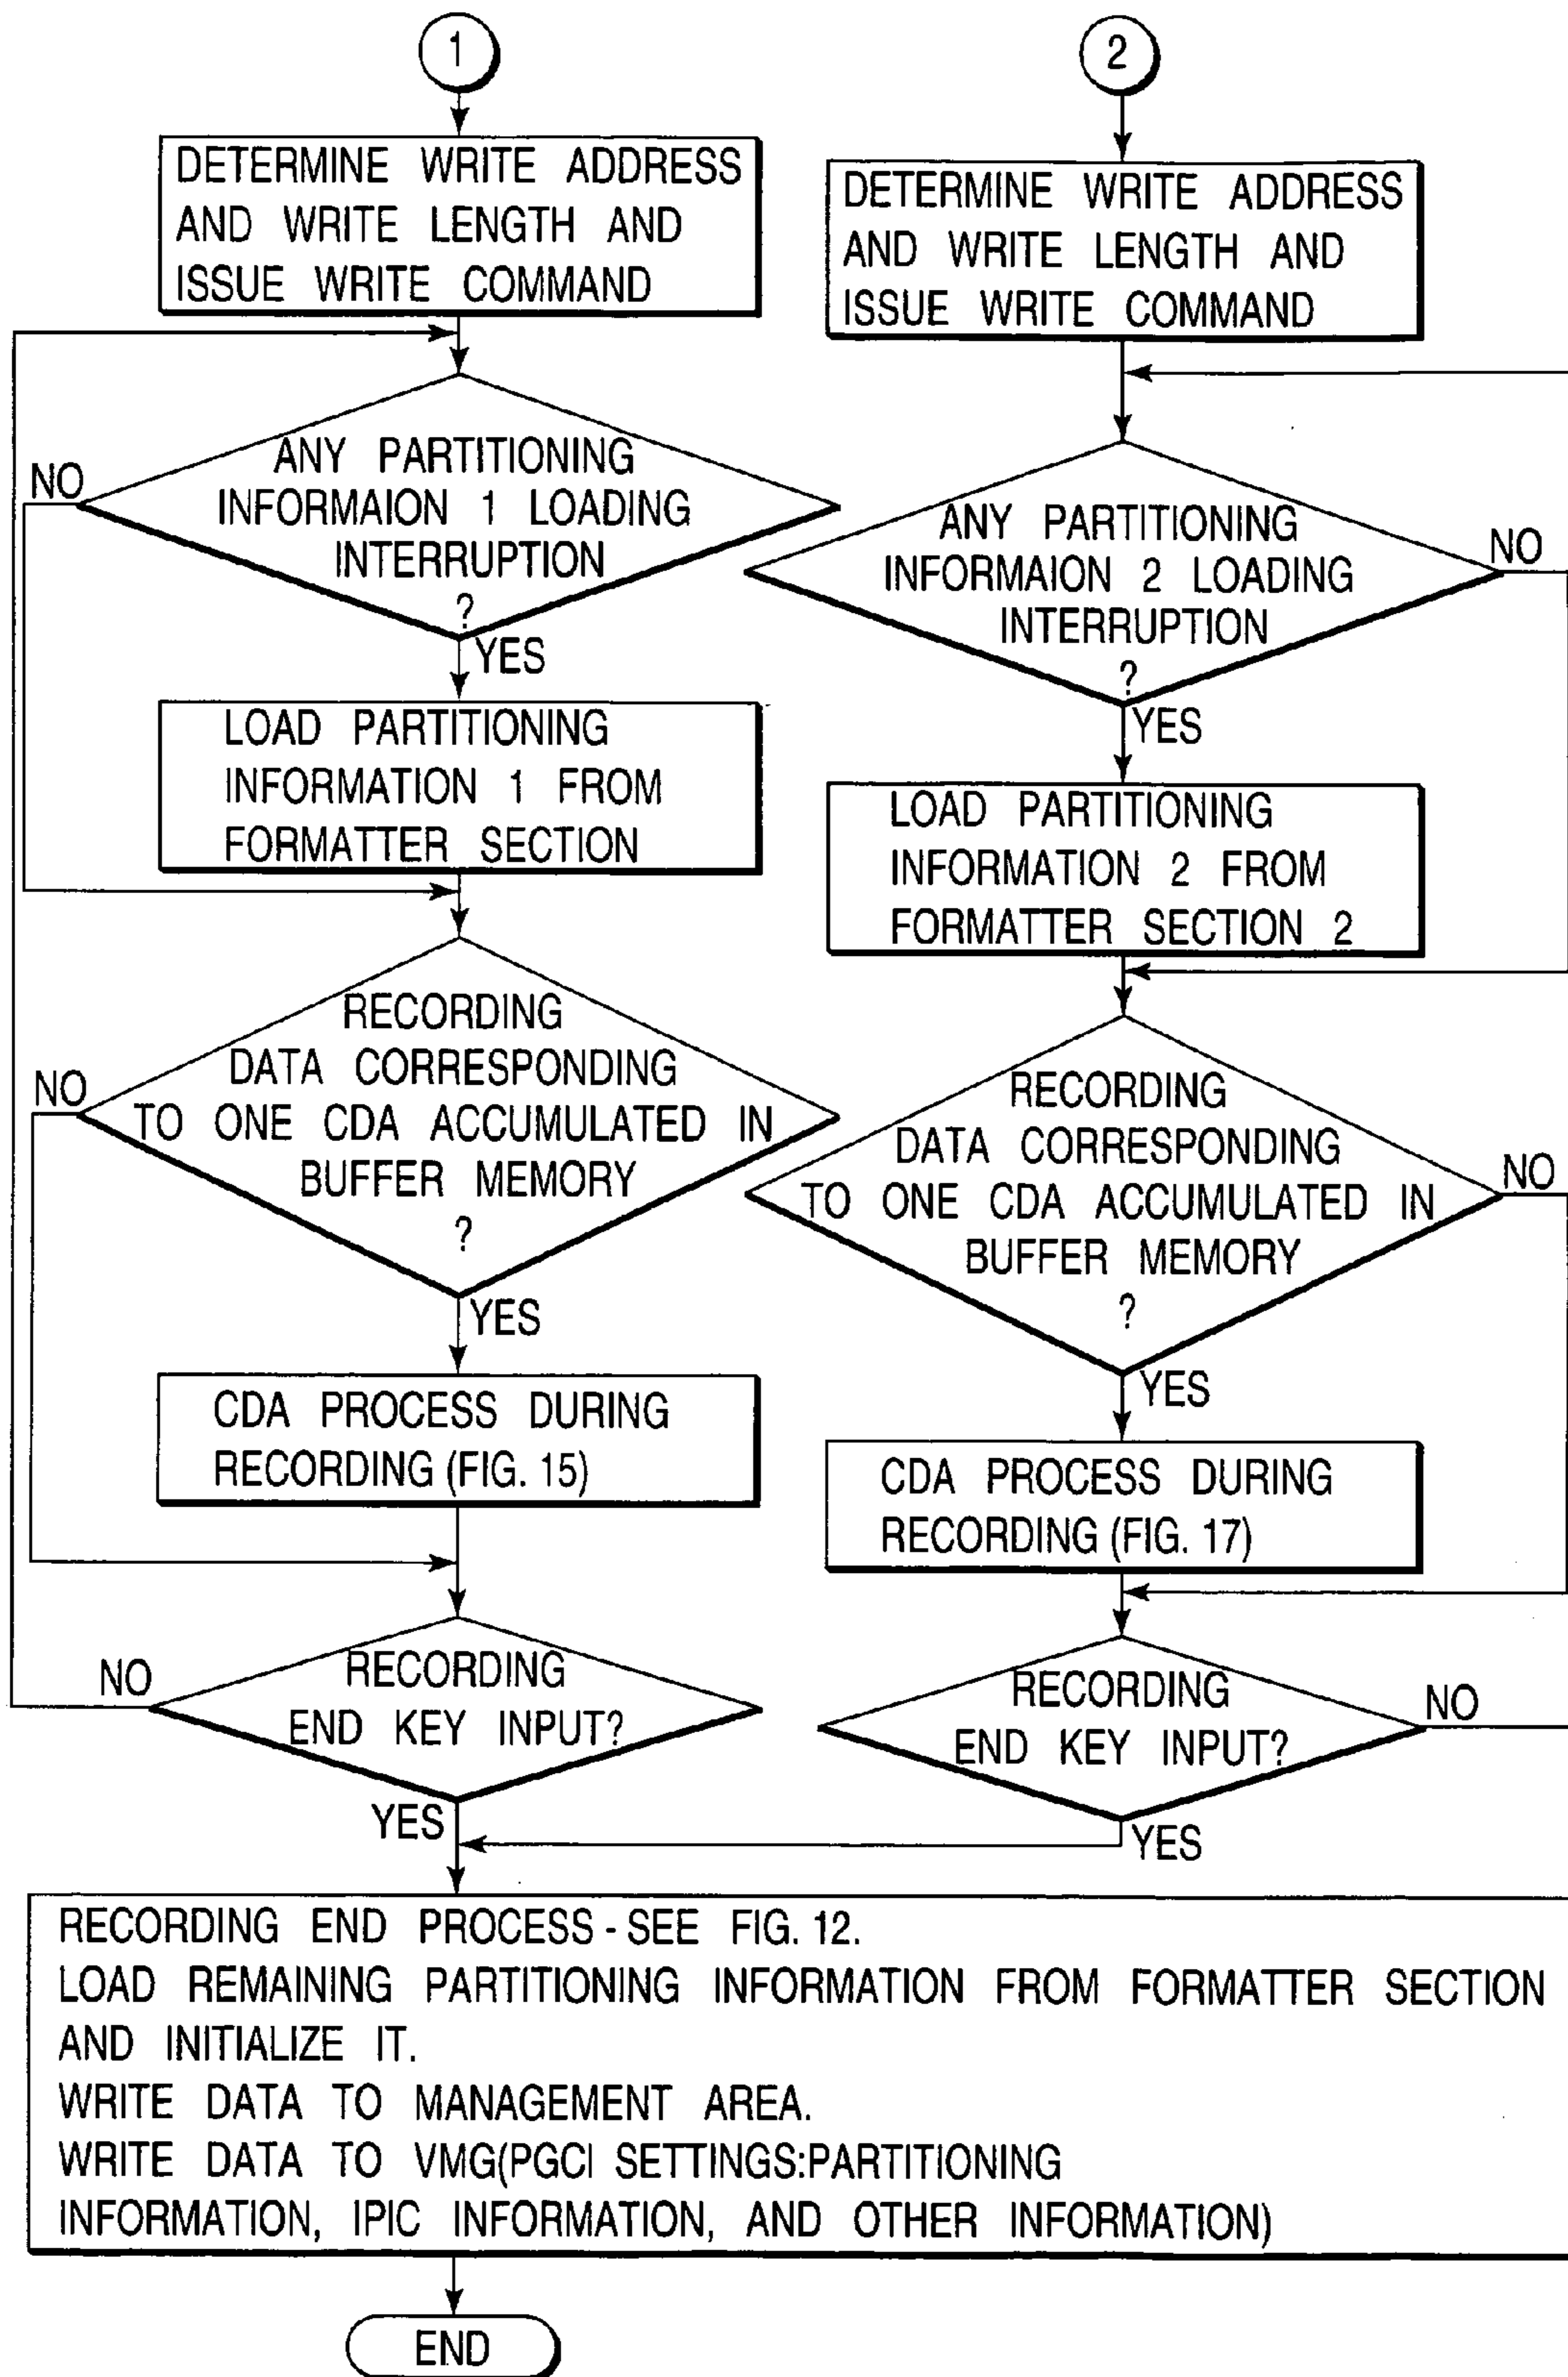 1
DETERMINE WRITE ADDRESS
AND WRITE LENGTH AND
ISSUE WRITE COMMAND
ANY PARTITIONING
INFORMAION 1 LOADING
INTERRUPTION
?
NO
YES
LOAD PARTITIONING
INFORMATION 1 FROM
FORMATTER SECTION
RECORDING
DATA CORRESPONDING
TO ONE CDA ACCUMULATED IN
BUFFER MEMORY
?
NO
YES
CDA PROCESS DURING
RECORDING (FIG. 15)
RECORDING
END KEY INPUT?
NO
YES
2
DETERMINE WRITE ADDRESS
AND WRITE LENGTH AND
ISSUE WRITE COMMAND
ANY PARTITIONING
INFORMAION 2 LOADING
INTERRUPTION
?
NO
YES
LOAD PARTITIONING
INFORMATION 2 FROM
FORMATTER SECTION 2
RECORDING
DATA CORRESPONDING
TO ONE CDA ACCUMULATED IN
BUFFER MEMORY
?
NO
YES
CDA PROCESS DURING
RECORDING (FIG. 17)
RECORDING
END KEY INPUT?
NO
YES
RECORDING END PROCESS - SEE FIG. 12.
LOAD REMAINING PARTITIONING INFORMATION FROM FORMATTER SECTION
AND INITIALIZE IT.
WRITE DATA TO MANAGEMENT AREA.
WRITE DATA TO VMG(PGCI SETTINGS:PARTITIONING
INFORMATION, IPIC INFORMATION, AND OTHER INFORMATION)
END